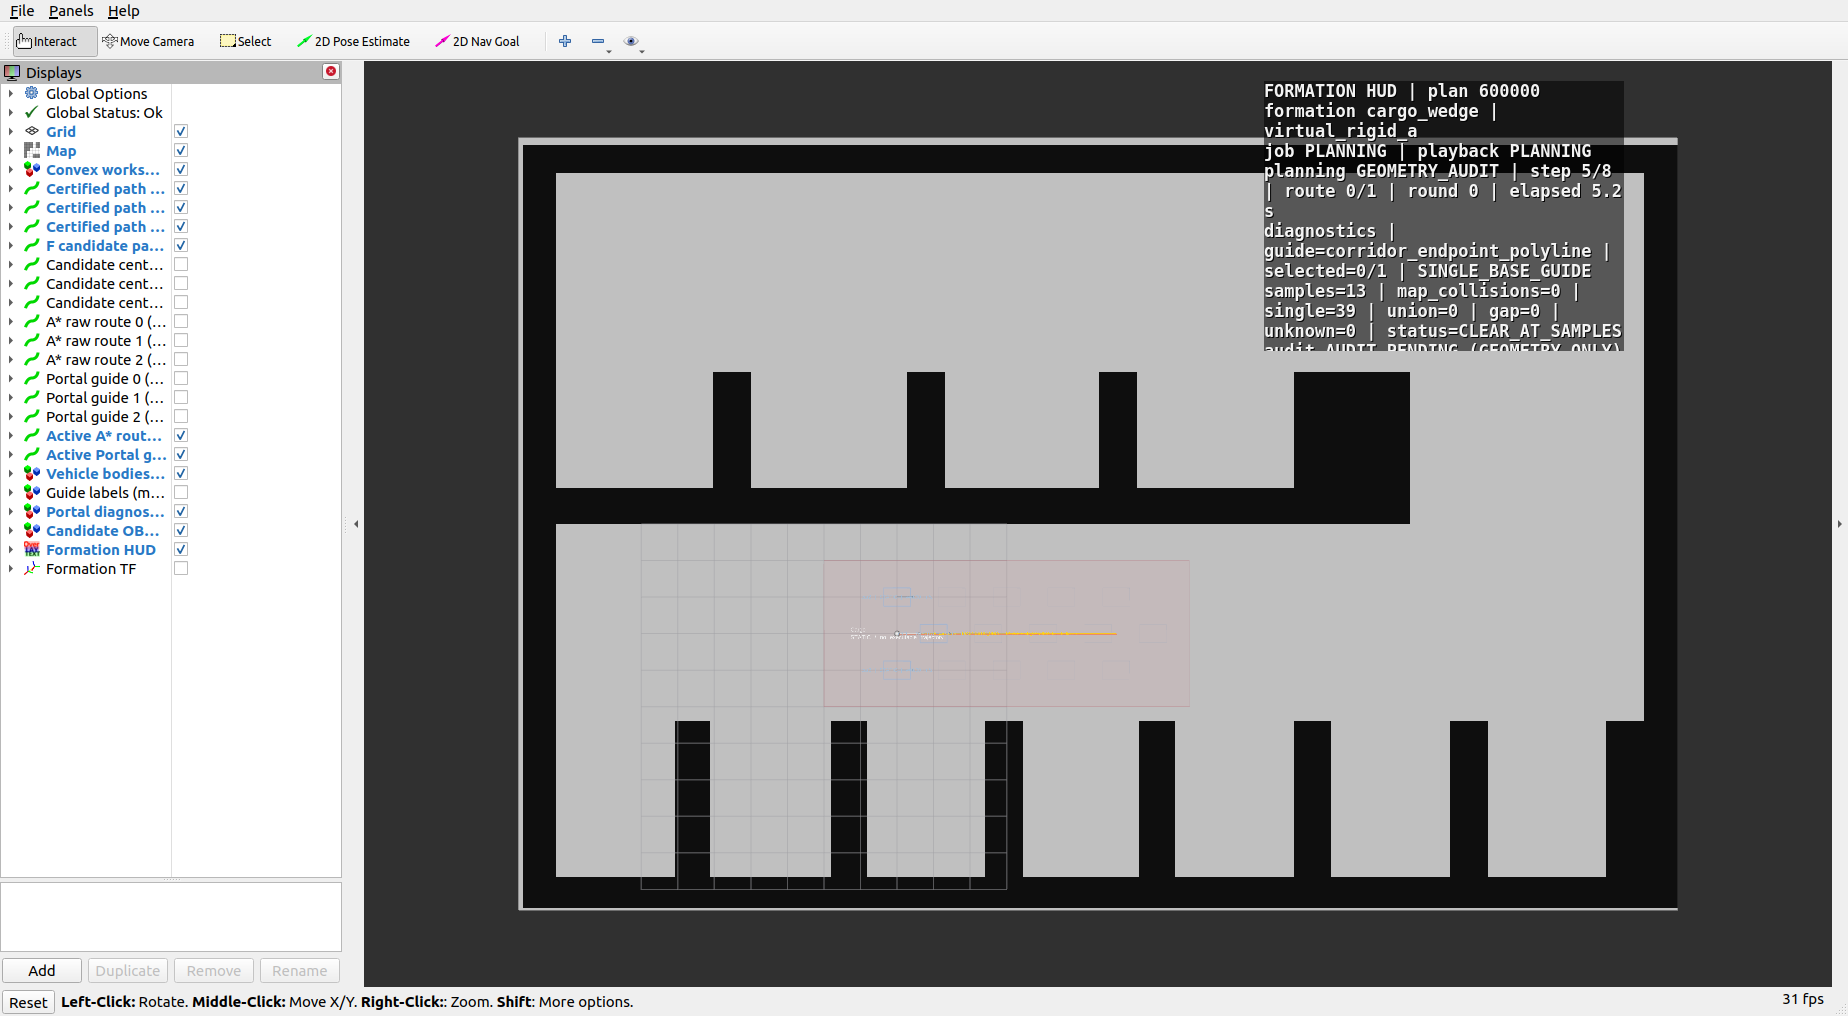 File Panels Help
Interact Move Camera Select 2D Pose Estimate 2D Nav Goal
Displays
Global Options
Global Status: Ok
Grid
Map
Convex works...
Certified path ...
Certified path ...
Certified path ...
F candidate pa...
Candidate cent...
Candidate cent...
Candidate cent...
A* raw route 0 (...
A* raw route 1 (...
A* raw route 2 (...
Portal guide 0 (...
Portal guide 1 (...
Portal guide 2 (...
Active A* rout...
Active Portal g...
Vehicle bodies...
Guide labels (m...
Portal diagnos...
Candidate OB...
Formation HUD
Formation TF
FORMATION HUD | plan 600000
formation cargo_wedge |
virtual_rigid_a
job PLANNING | playback PLANNING
planning GEOMETRY_AUDIT | step 5/8
| route 0/1 | round 0 | elapsed 5.2
s
diagnostics |
guide=corridor_endpoint_polyline |
selected=0/1 | SINGLE_BASE_GUIDE
samples=13 | map_collisions=0 |
single=39 | union=0 | gap=0 |
unknown=0 | status=CLEAR_AT_SAMPLES
audit AUDIT_PENDING (GEOMETRY_ONLY)
Add Duplicate Remove Rename
Reset Left-Click: Rotate. Middle-Click: Move X/Y. Right-Click:: Zoom. Shift: More options.
31 fps